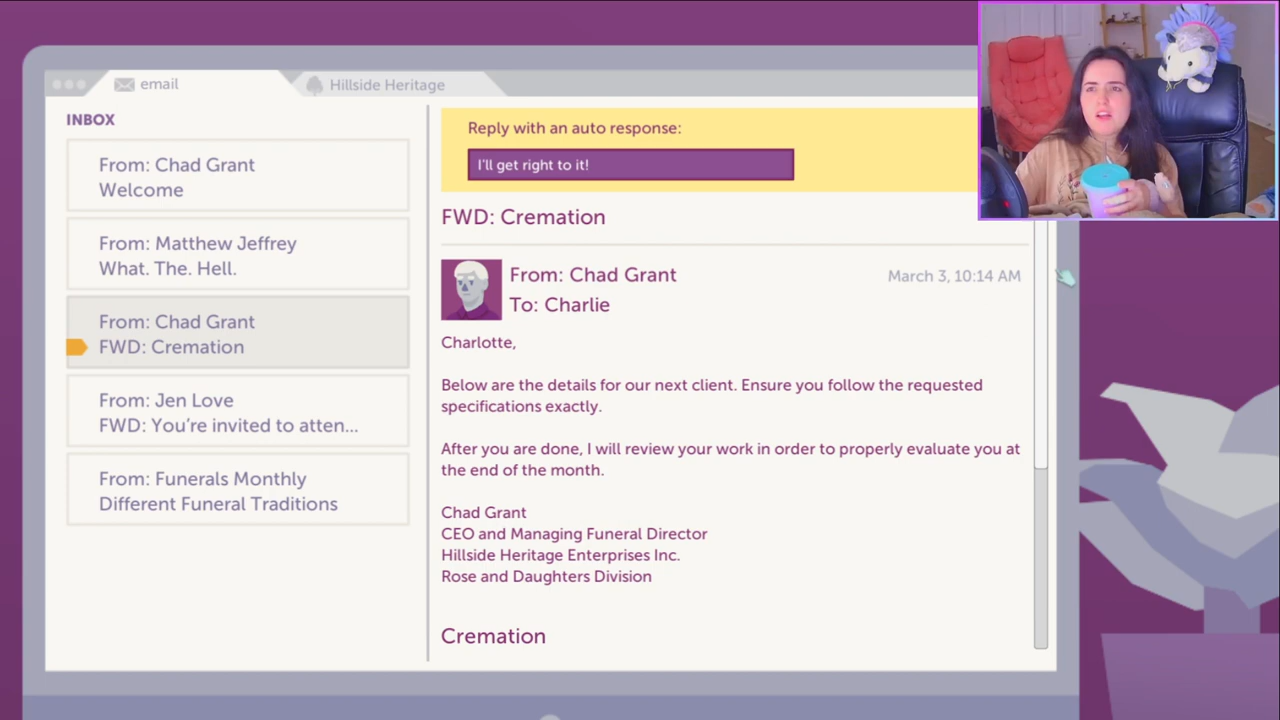 email
Hillside Heritage
INBOX
From: Chad Grant
Welcome
From: Matthew Jeffrey
What. The. Hell.
From: Chad Grant
FWD: Cremation
From: Jen Love
FWD: You're invited to atten...
From: Funerals Monthly
Different Funeral Traditions
Reply with an auto response:
I'll get right to it!
FWD: Cremation
From: Chad Grant
March 3, 10:14 AM
To: Charlie
Charlotte,
Below are the details for our next client. Ensure you follow the requested
specifications exactly.
After you are done, I will review your work in order to properly evaluate you at
the end of the month.
Chad Grant
CEO and Managing Funeral Director
Hillside Heritage Enterprises Inc.
Rose and Daughters Division
Cremation